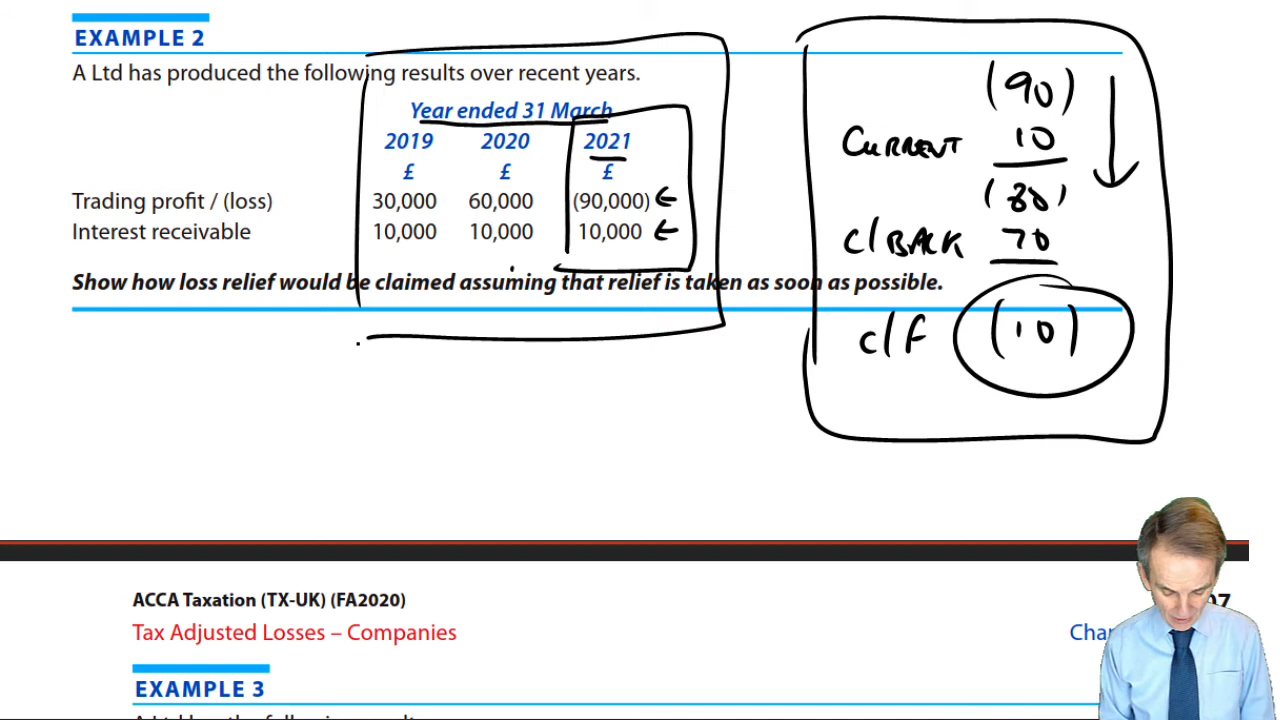 EXAMPLE 2
A Ltd has produced the following results over recent years.
Year ended 31 March
2019 2020 2021
£ £ £
Trading profit / (loss) 30,000 60,000 (90,000)
Interest receivable 10,000 10,000 10,000
Show how loss relief would be claimed assuming that relief is taken as soon as possible.
(90)
CURRENT 10
(80)
C/BACK 70
C/F (10)
ACCA Taxation (TX-UK) (FA2020)
Tax Adjusted Losses – Companies
EXAMPLE 3